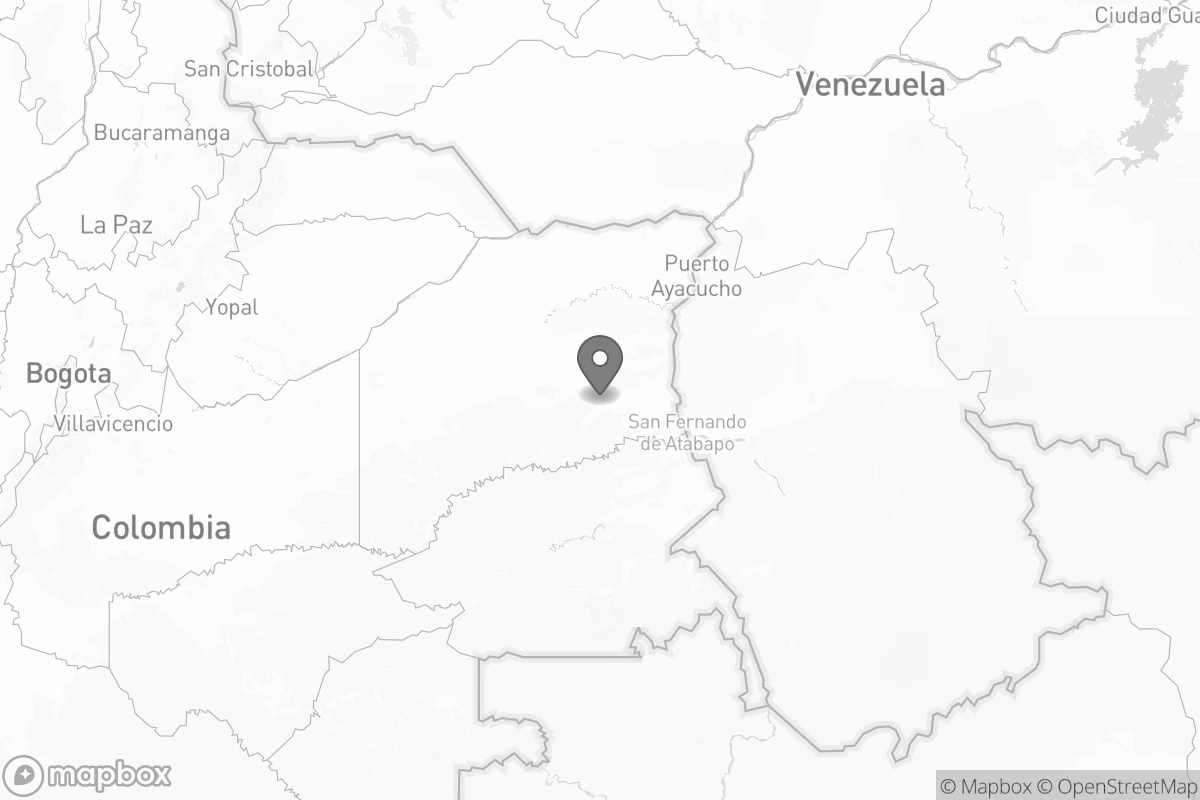 Ciudad Gua
San Cristobal
Venezuela
Bucaramanga
La Paz
Puerto
Ayacucho
Yopal
Bogota
Villavicencio
San Fernando
de Atabapo
Colombia
mapbox
© Mapbox © OpenStreetMap